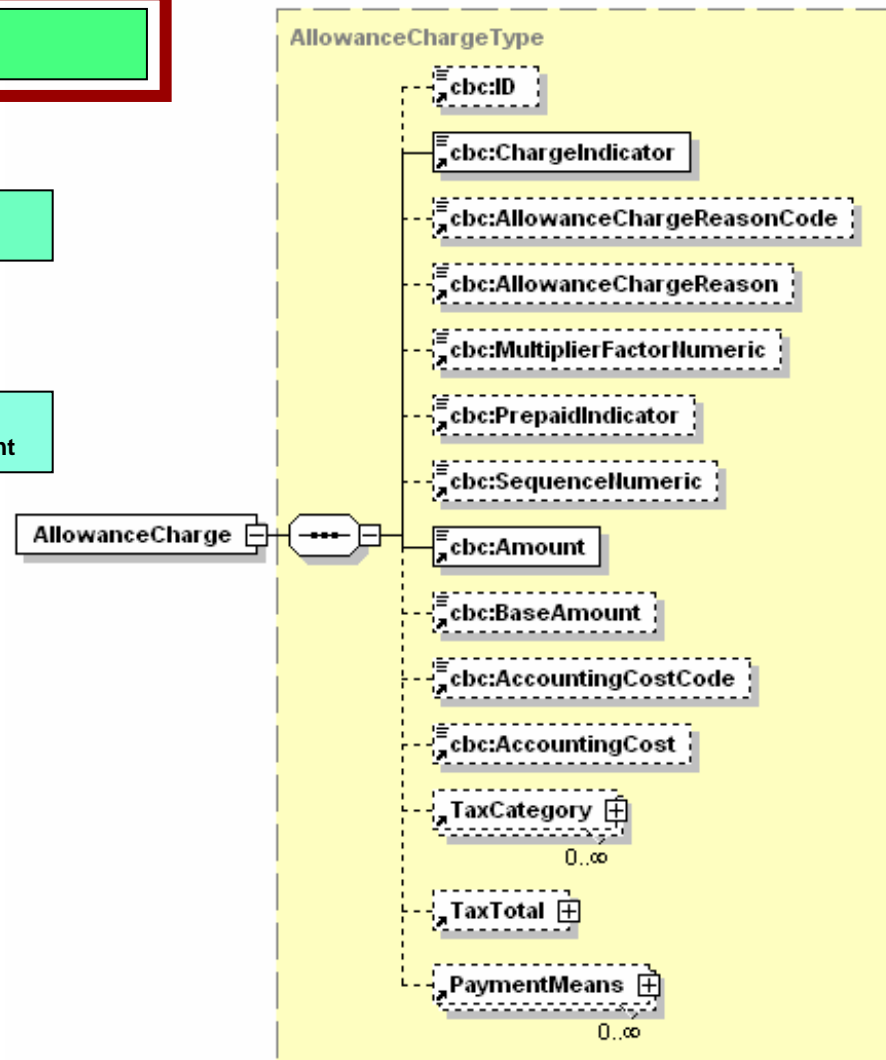 AllowanceChargeType
cbc:ID
cbc:ChargeIndicator
cbc:AllowanceChargeReasonCode
cbc:AllowanceChargeReason
cbc:MultiplierFactorNumeric
cbc:PrepaidIndicator
nt
cbc:SequenceNumeric
AllowanceCharge
cbc:Amount
cbc:BaseAmount
cbc:AccountingCostCode
cbc:AccountingCost
TaxCategory
0..∞
TaxTotal
PaymentMeans
0..∞